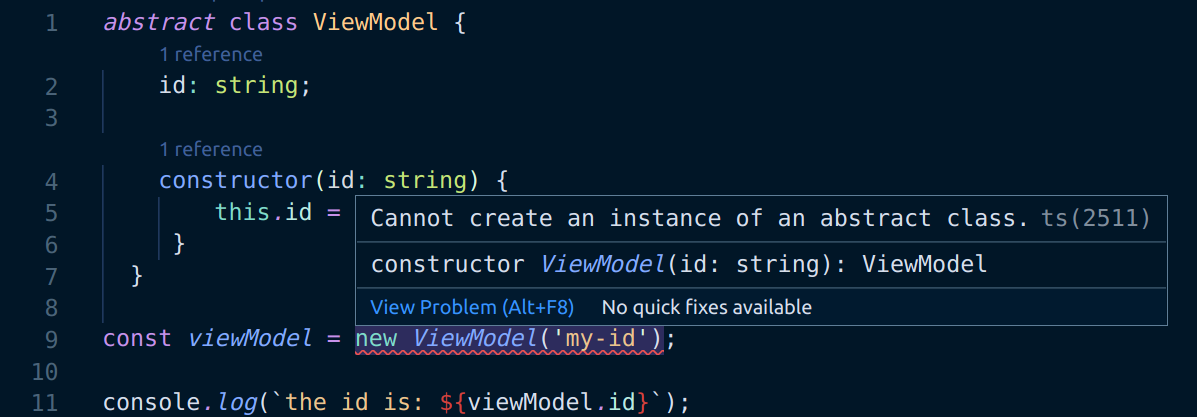 1 abstract class ViewModel {
1 reference
2 id: string;
3
1 reference
4 constructor(id: string) {
5 this.id =
Cannot create an instance of an abstract class. ts(2511)
6 }
constructor ViewModel(id: string): ViewModel
7 }
8
View Problem (Alt+F8) No quick fixes available
9 const viewModel = new ViewModel('my-id');
10
11 console.log(`the id is: ${viewModel.id}`);